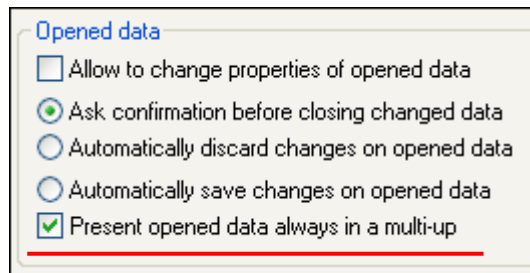 Opened data
Allow to change properties of opened data
Ask confirmation before closing changed data
Automatically discard changes on opened data
Automatically save changes on opened data
Present opened data always in a multi-up